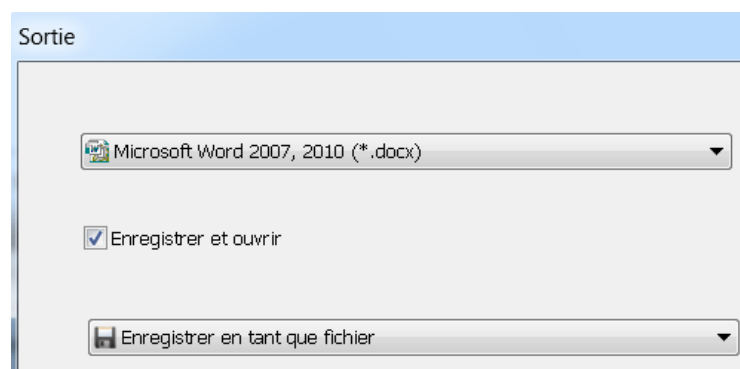 Sortie
Microsoft Word 2007, 2010 (*.docx)
Enregistrer et ouvrir
Enregistrer en tant que fichier